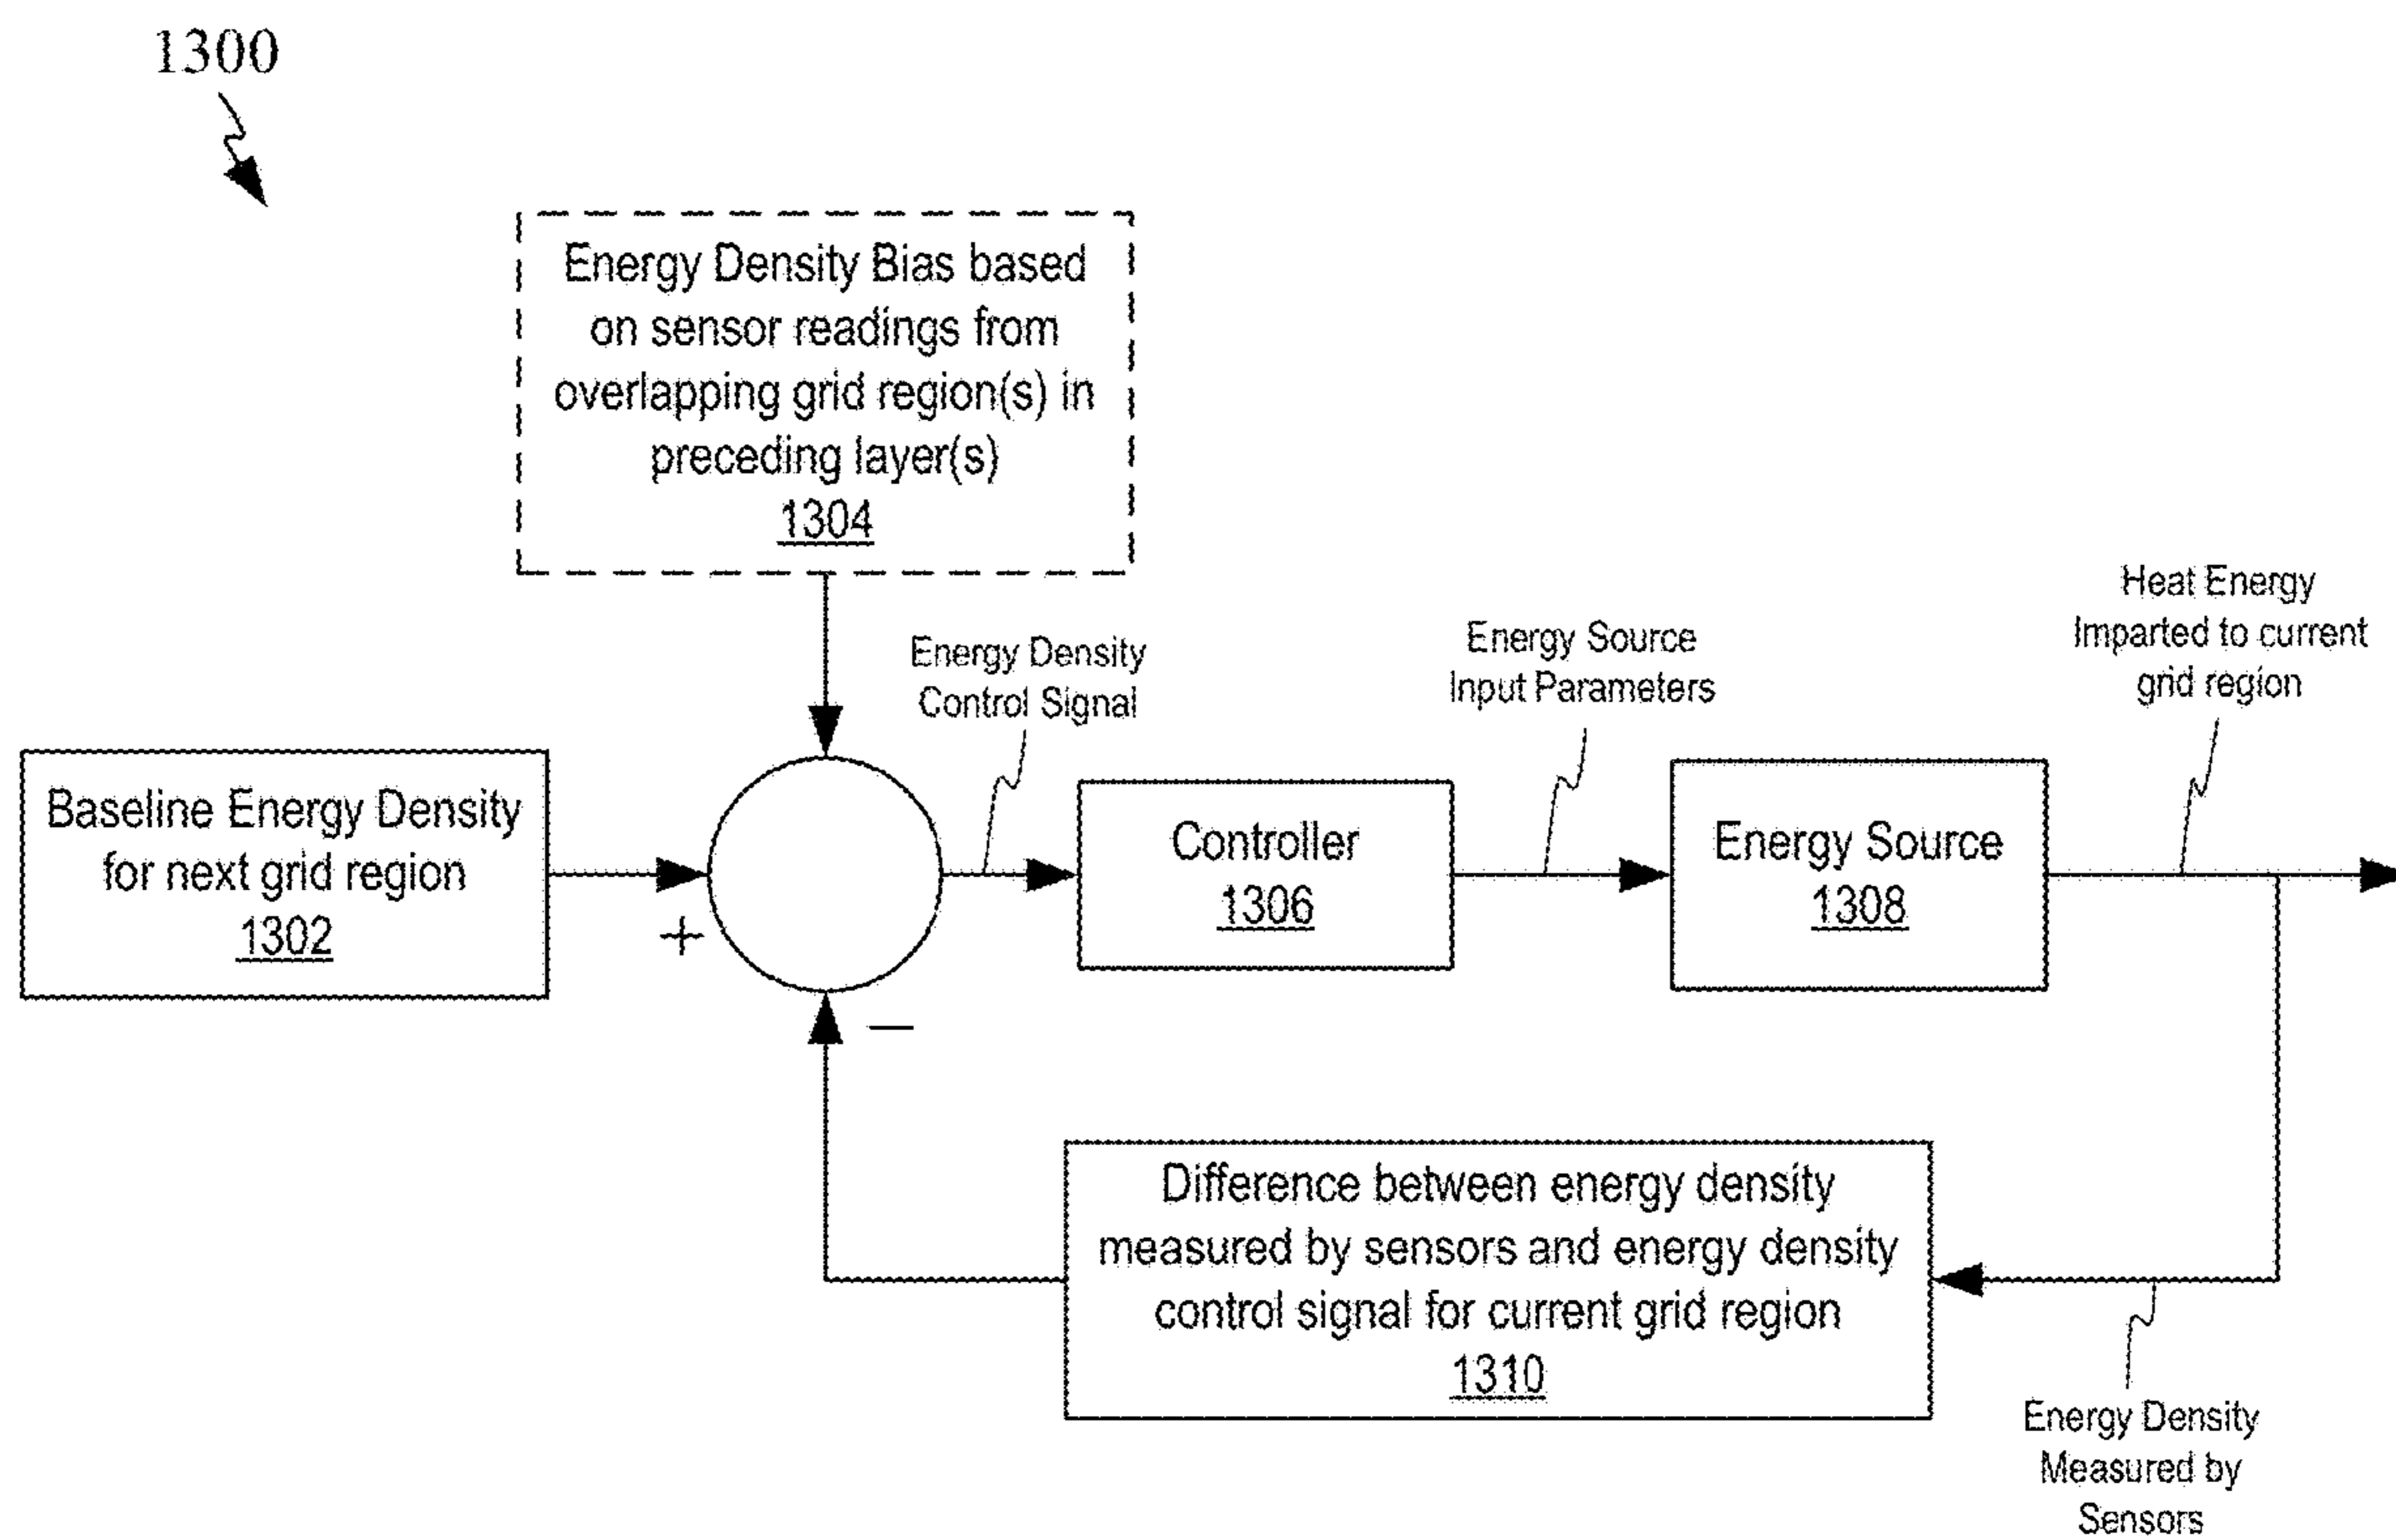 1300
Energy Density Bias based
on sensor readings from
overlapping grid region(s) in
preceding layer(s)
1304
Energy Density
Control Signal
Energy Source
Input Parameters
Heat Energy
Imparted to current
grid region
Baseline Energy Density
for next grid region
1302
+
−
Controller
1306
Energy Source
1308
Difference between energy density
measured by sensors and energy density
control signal for current grid region
1310
Energy Density
Measured by
Sensors